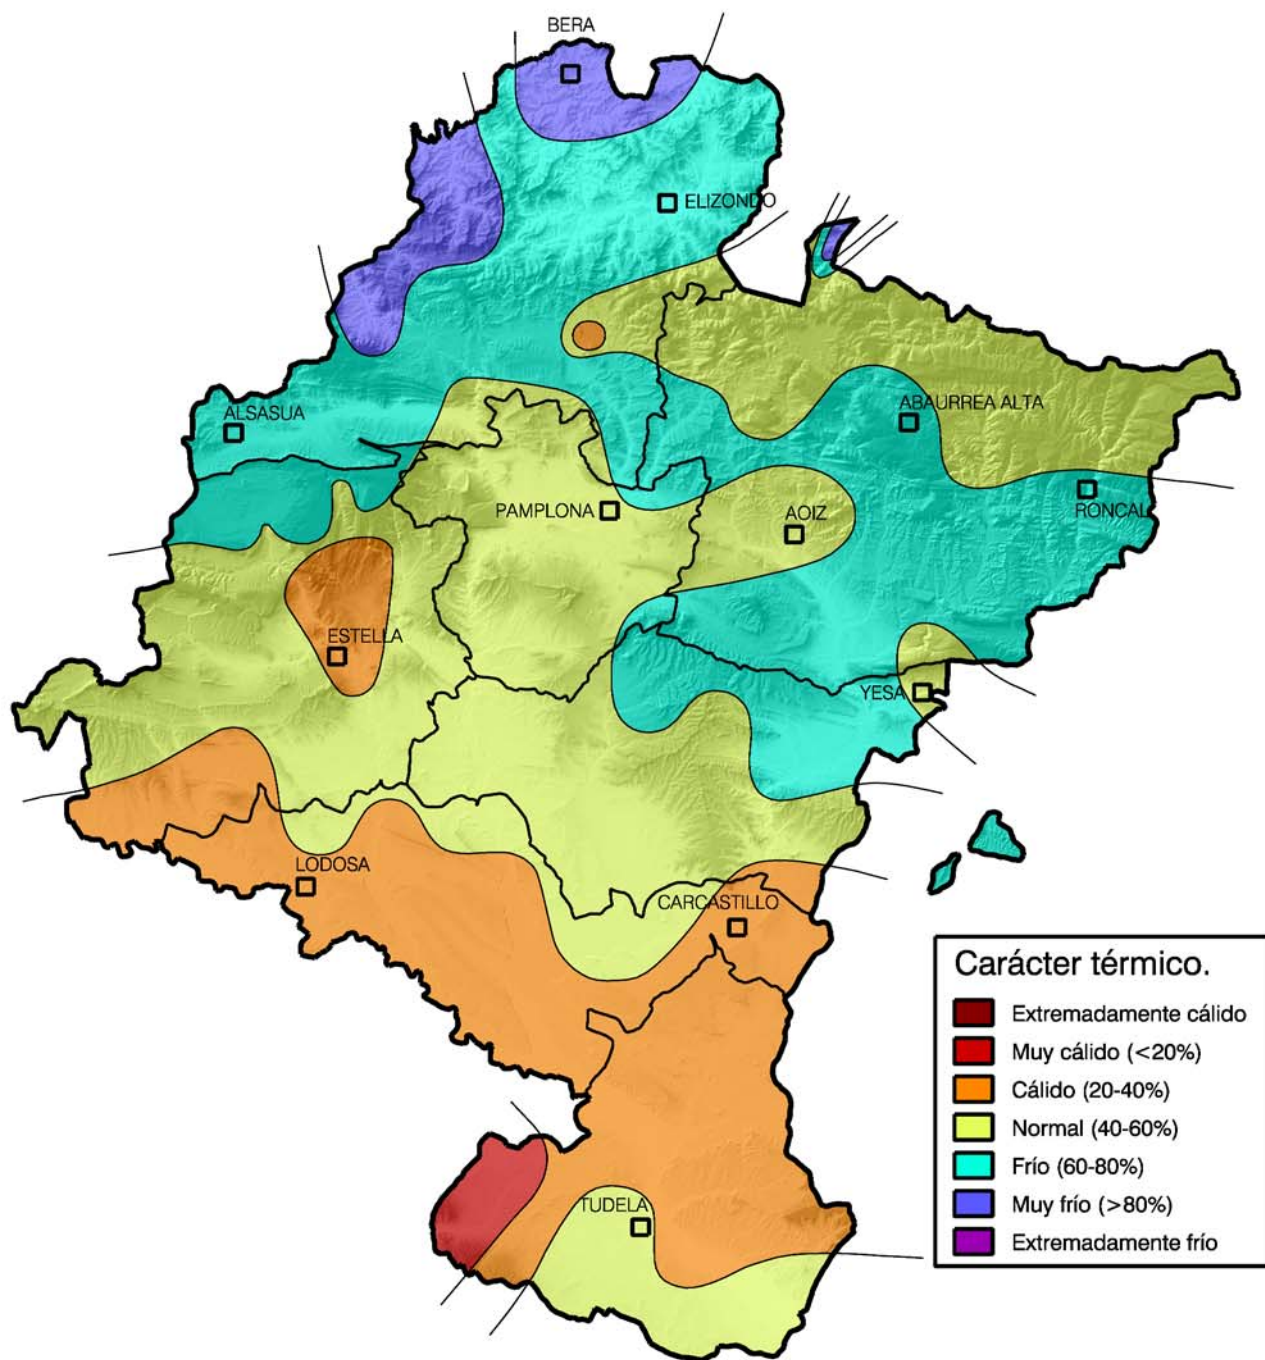 BERA
ELIZONDO
ALSASUA
ABAURREA ALTA
PAMPLONA
AOIZ
RONCAL
ESTELLA
YESA
LODOSA
CARCASTILLO
TUDELA
Carácter térmico.
Extremadamente cálido
Muy cálido (<20%)
Cálido (20-40%)
Normal (40-60%)
Frío (60-80%)
Muy frío (>80%)
Extremadamente frío